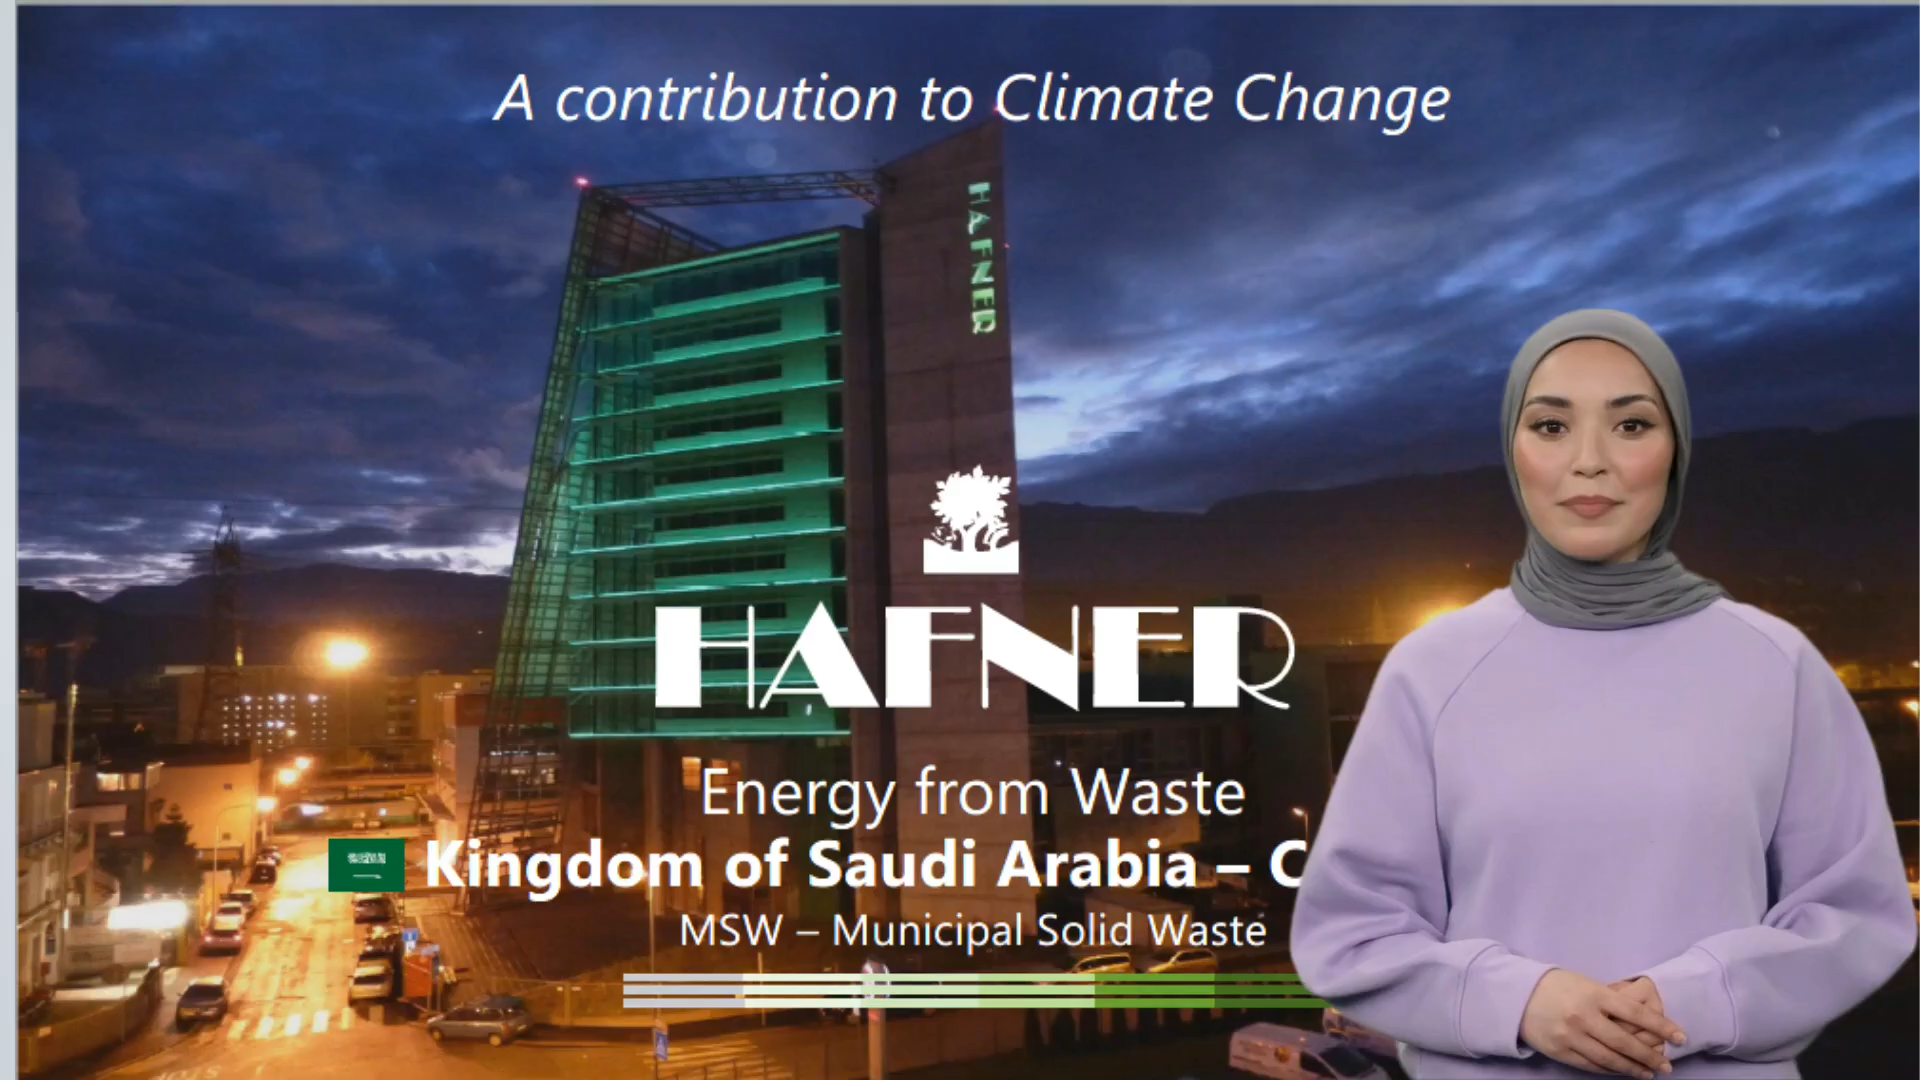 A contribution to Climate Change
HAFNER
HAFNER
Energy from Waste
Kingdom of Saudi Arabia – C
MSW – Municipal Solid Waste